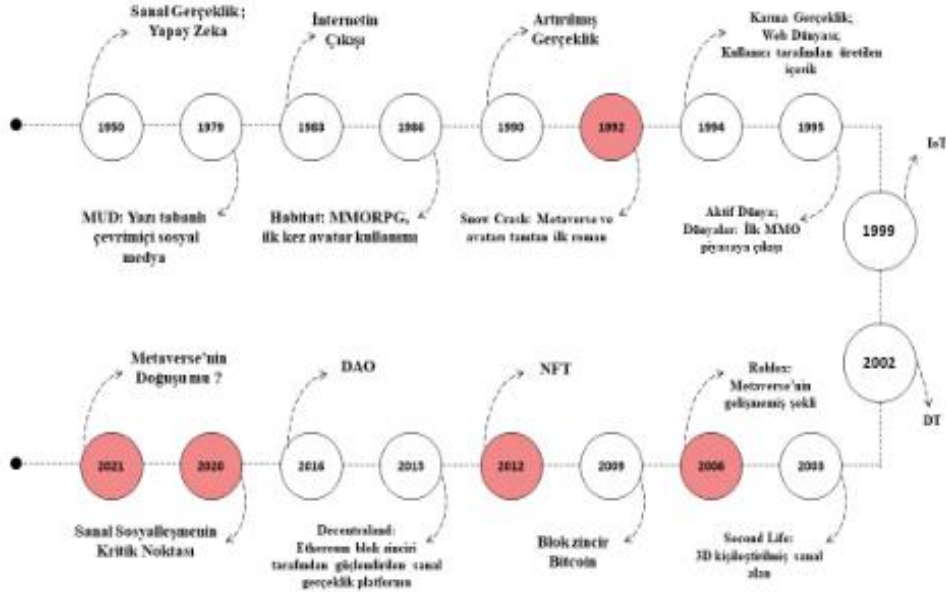 Sanal Gerçeklik;
Yapay Zeka
İnternetin
Çıkışı
Artırılmış
Gerçeklik
Karma Gerçeklik;
Web Dünyası;
Kullanıcı tarafından üretilen
içerik
1950
1979
1983
1986
1990
1992
1994
1995
IoT
MUD: Yazı tabanlı
çevrimiçi sosyal
medya
Habitat: MMORPG,
ilk kez avatar kullanımı
Snow Crash: Metaverse ve
avatarı tanıtan ilk roman
Aktif Dünya;
Dünyalar: İlk MMO
piyasaya çıkışı
1999
2002
DT
Metaverse'nin
Doğuşu mu ?
DAO
NFT
Roblox:
Metaverse'nin
gelişmemiş şekli
2021
2020
2016
2015
2012
2009
2006
2003
Sanal Sosyalleşmenin
Kritik Noktası
Decentraland:
Ethereum blok zinciri
tarafından güçlendirilen sanal
gerçeklik platformu
Blok zincir
Bitcoin
Second Life:
3D kişileştirilmiş sanal
alan